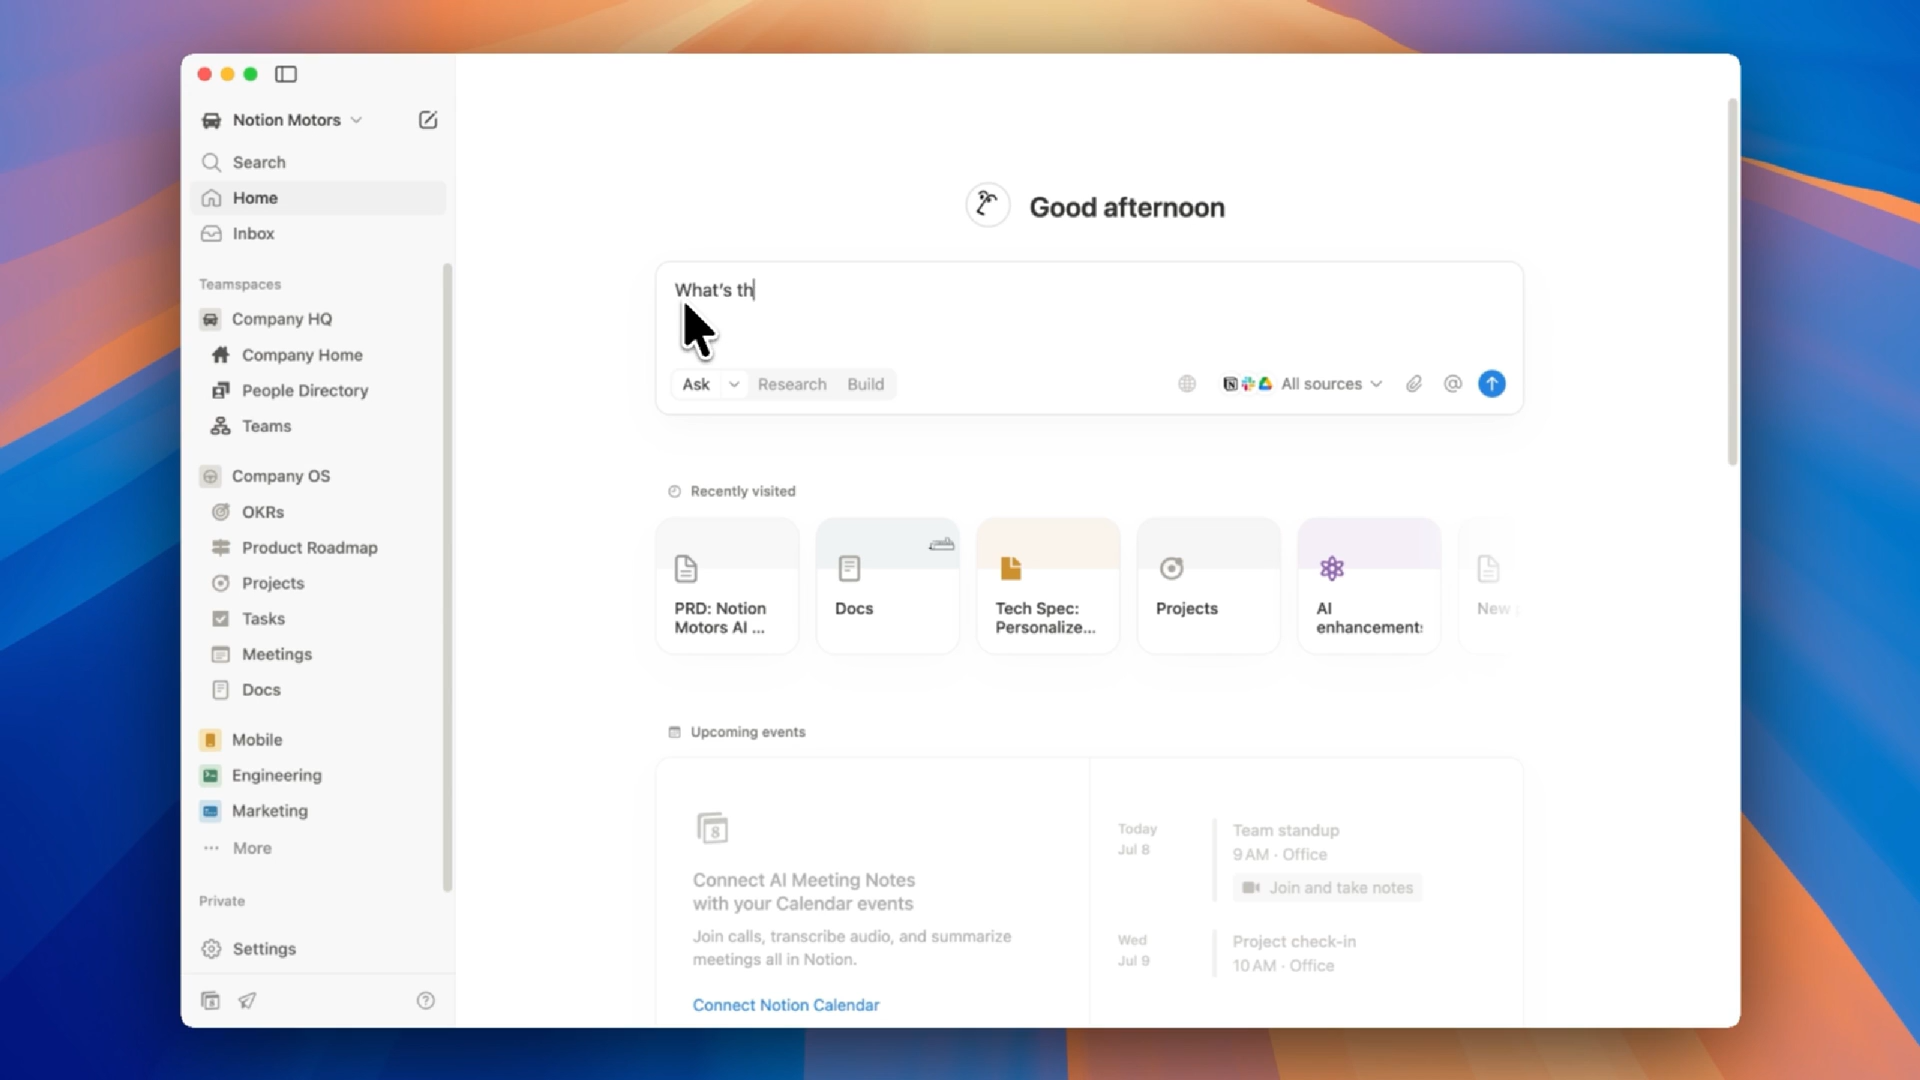 Notion Motors
Search
Home
Inbox
Teamspaces
Company HQ
Company Home
People Directory
Teams
Company OS
OKRs
Product Roadmap
Projects
Tasks
Meetings
Docs
Mobile
Engineering
Marketing
More
Private
Settings
Good afternoon
What's th
Ask
Research
Build
All sources
Recently visited
PRD: Notion
Motors AI ...
Docs
Tech Spec:
Personalize...
Projects
AI
enhancements
New
Upcoming events
8
Connect AI Meeting Notes
with your Calendar events
Join calls, transcribe audio, and summarize
meetings all in Notion.
Connect Notion Calendar
Today
Jul 8
Team standup
9 AM · Office
Join and take notes
Wed
Jul 9
Project check-in
10 AM · Office